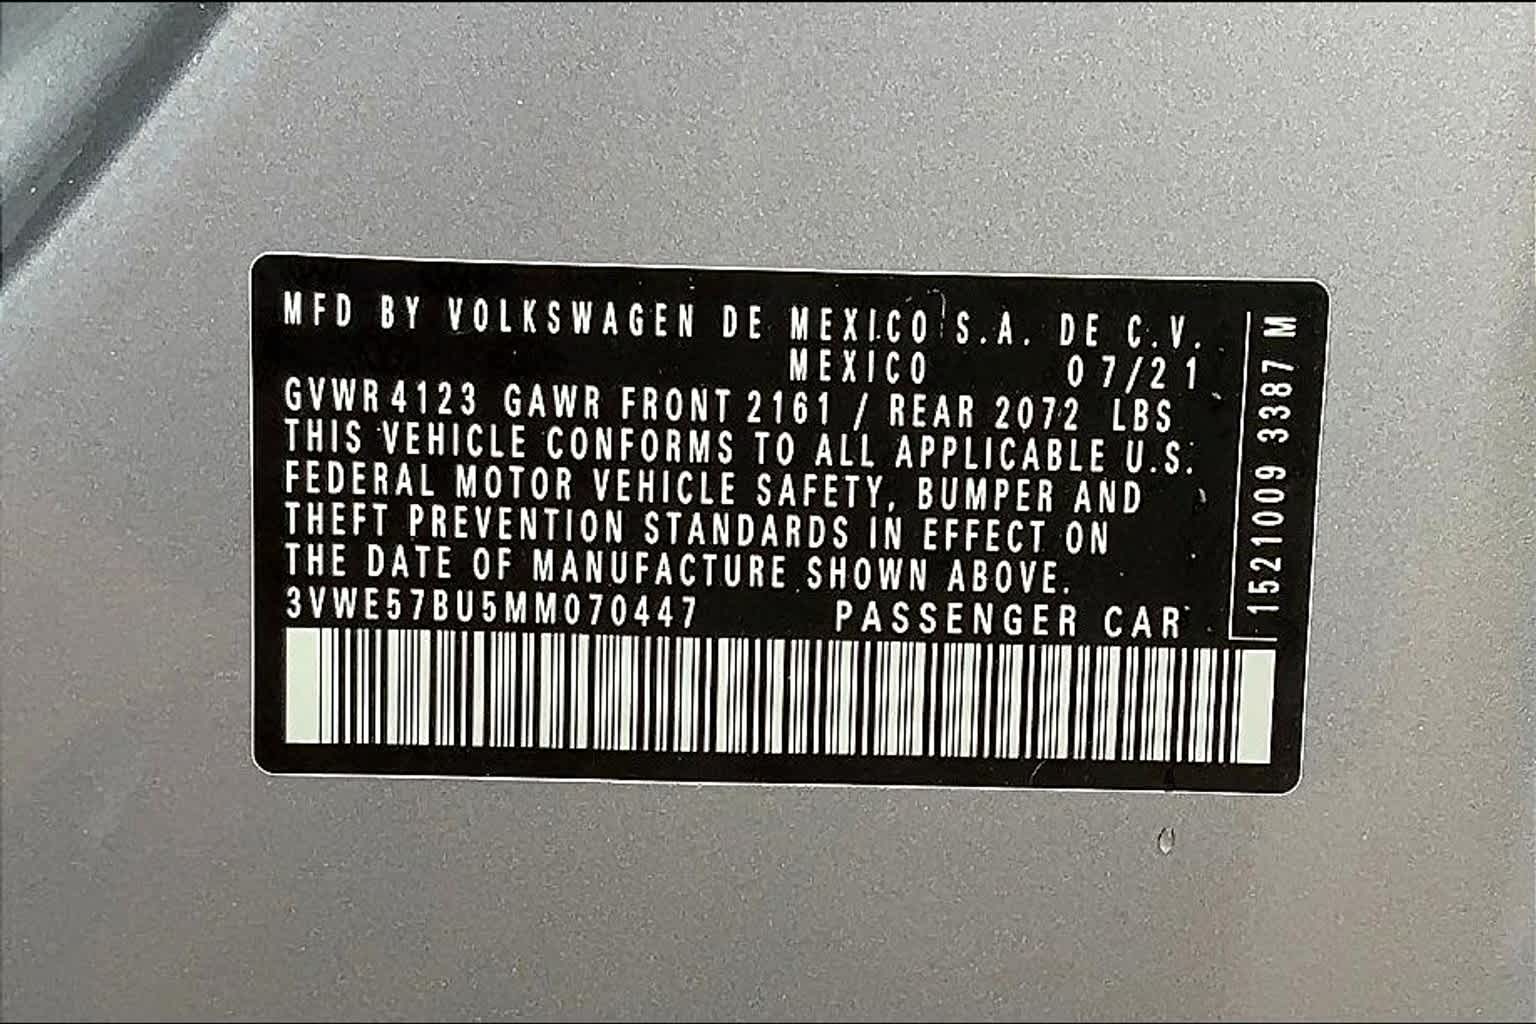 MFD BY VOLKSWAGEN DE MEXICO S.A. DE C.V.
MEXICO 07/21
GVWR 4123 GAWR FRONT 2161 / REAR 2072 LBS
THIS VEHICLE CONFORMS TO ALL APPLICABLE U.S.
FEDERAL MOTOR VEHICLE SAFETY, BUMPER AND
THEFT PREVENTION STANDARDS IN EFFECT ON
THE DATE OF MANUFACTURE SHOWN ABOVE.
3VWE57BU5MM070447 PASSENGER CAR
1521009 3387 M